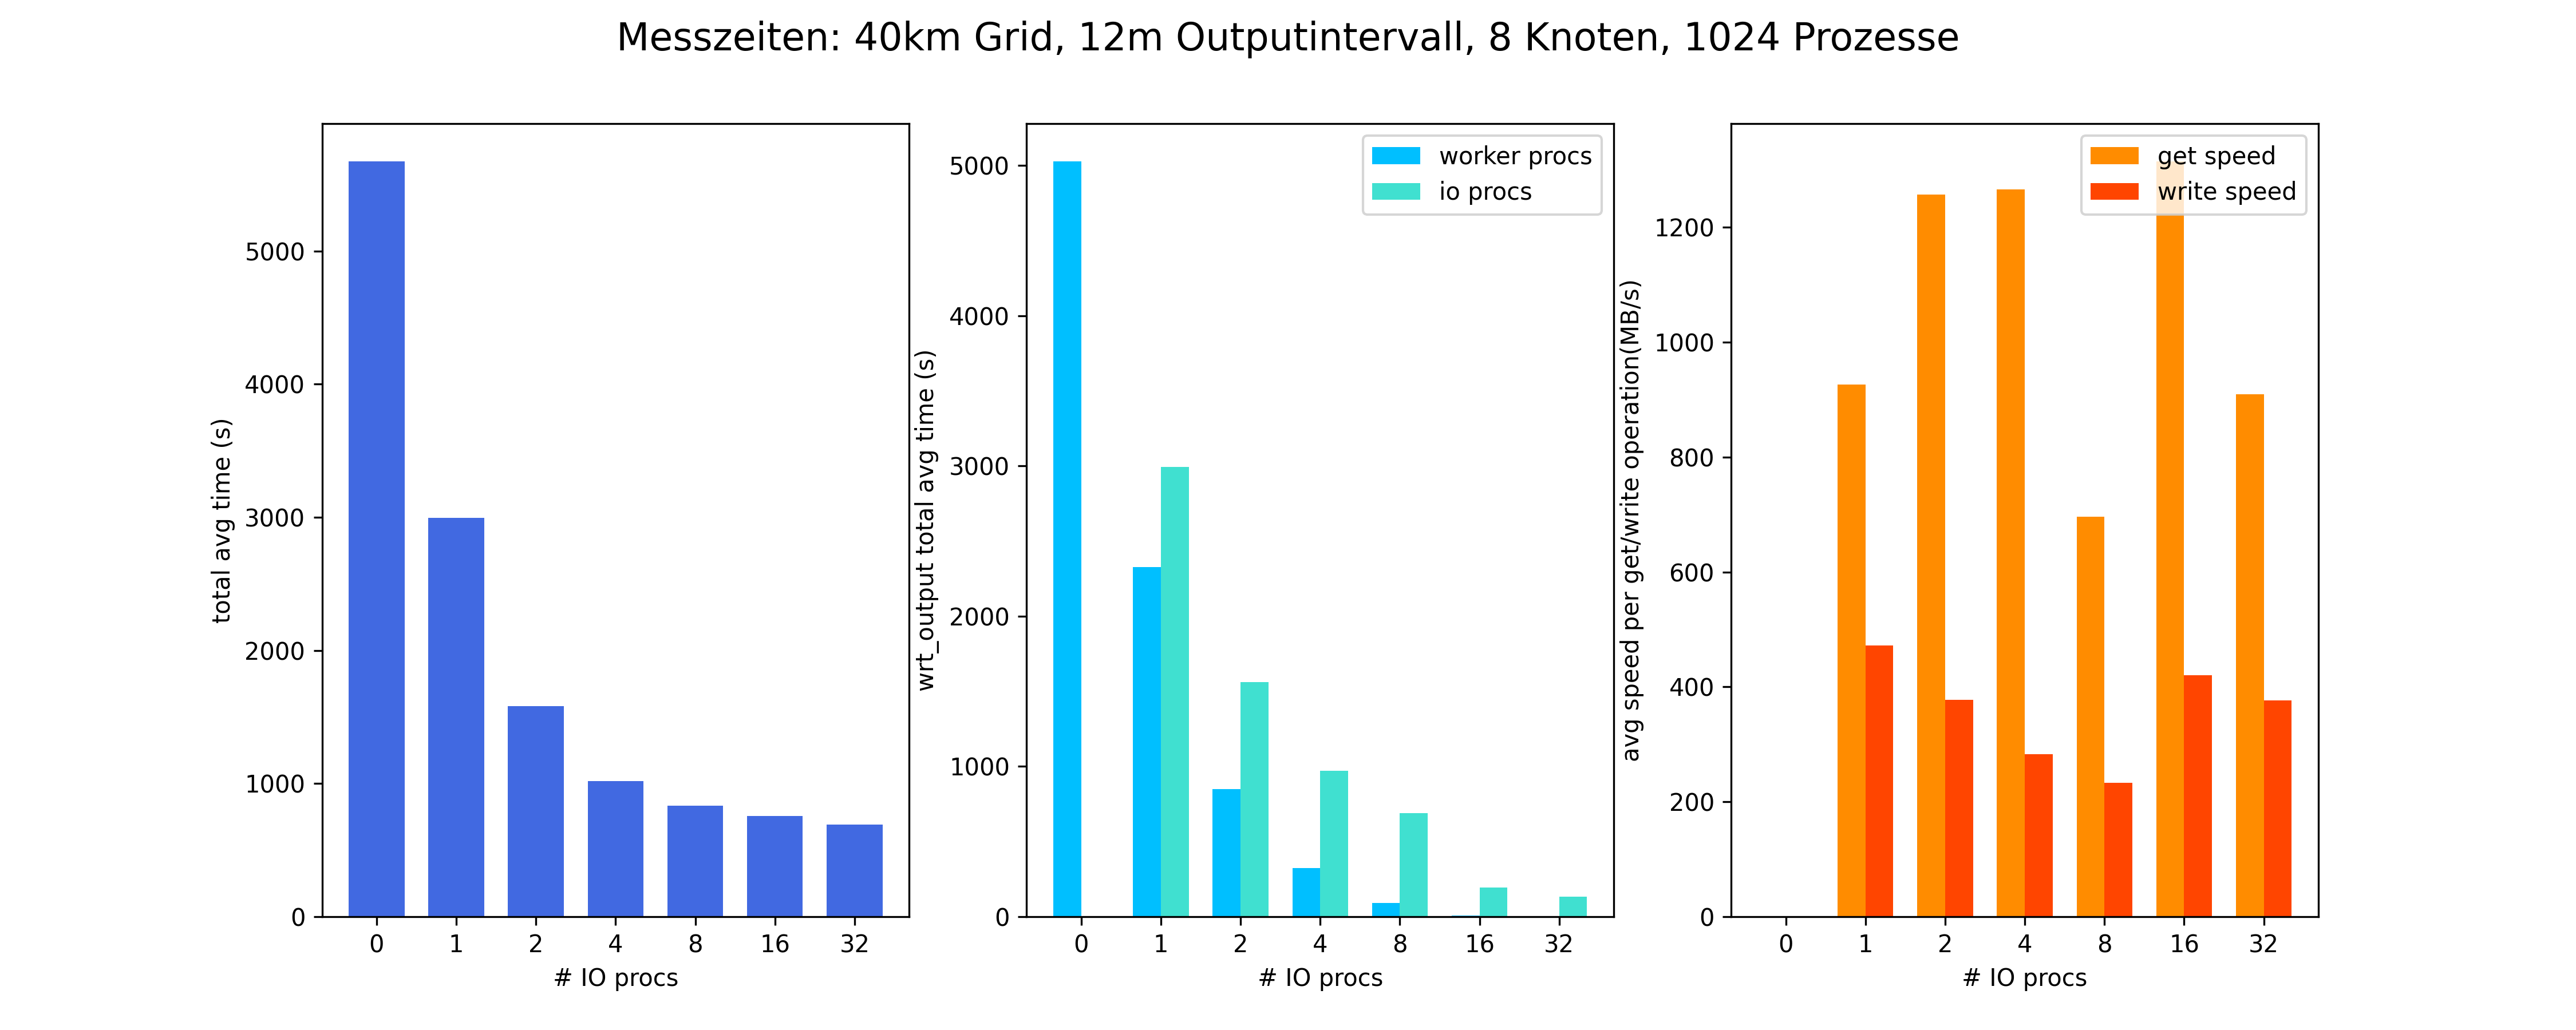 Messzeiten: 40km Grid, 12m Outputintervall, 8 Knoten, 1024 Prozesse
total avg time (s)
5000
4000
3000
2000
1000
0
0 1 2 4 8 16 32
# IO procs
wrt_output total avg time (s)
worker procs
io procs
5000
4000
3000
2000
1000
0
0 1 2 4 8 16 32
# IO procs
avg speed per get/write operation(MB/s)
get speed
write speed
1200
1000
800
600
400
200
0
0 1 2 4 8 16 32
# IO procs